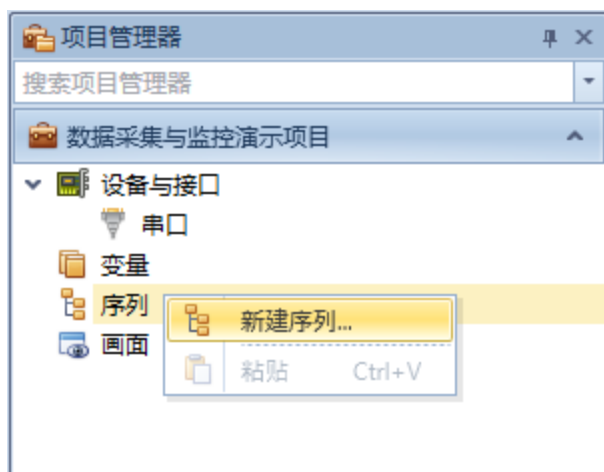 项目管理器
搜索项目管理器
数据采集与监控演示项目
设备与接口
串口
变量
序列
新建序列...
画面
粘贴 Ctrl+V